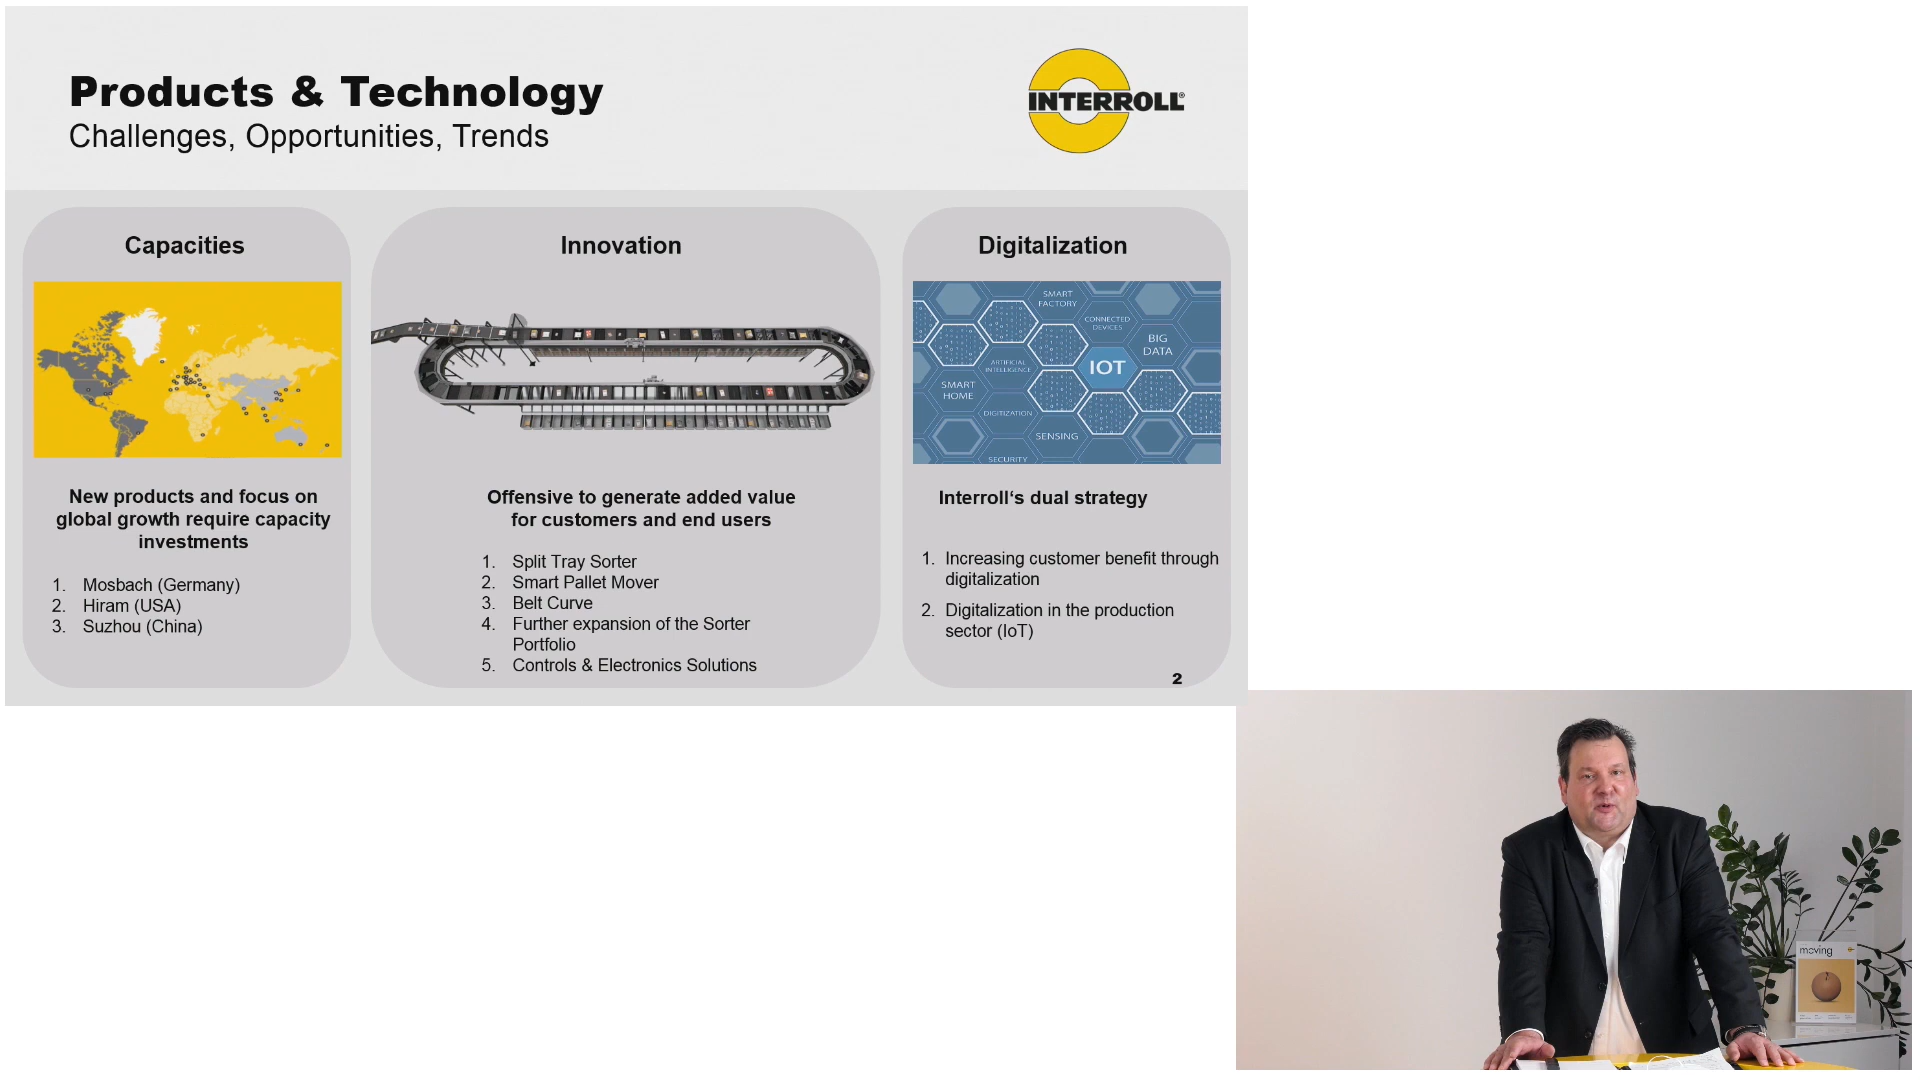 Products & Technology
Challenges, Opportunities, Trends
INTERROLL®
Capacities
New products and focus on
global growth require capacity
investments
1. Mosbach (Germany)
2. Hiram (USA)
3. Suzhou (China)
Innovation
Offensive to generate added value
for customers and end users
1. Split Tray Sorter
2. Smart Pallet Mover
3. Belt Curve
4. Further expansion of the Sorter
Portfolio
5. Controls & Electronics Solutions
Digitalization
SMART
FACTORY
CONNECTED
DEVICES
BIG
DATA
ARTIFICIAL
INTELLIGENCE
IOT
SMART
HOME
DIGITIZATION
SENSING
SECURITY
Interroll‘s dual strategy
1. Increasing customer benefit through
digitalization
2. Digitalization in the production
sector (IoT)
2
moving